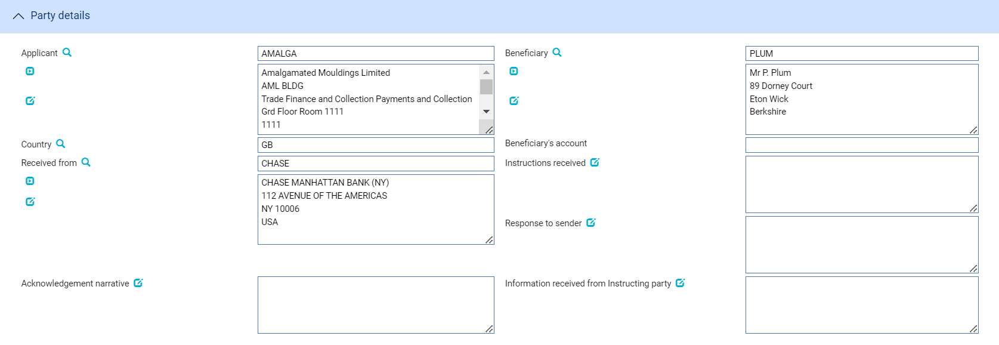 Party details
Applicant
AMALGA
Amalgamated Mouldings Limited
AML BLDG
Trade Finance and Collection Payments and Collection
Grd Floor Room 1111
1111
Country
GB
Received from
CHASE
CHASE MANHATTAN BANK (NY)
112 AVENUE OF THE AMERICAS
NY 10006
USA
Acknowledgement narrative
Beneficiary
PLUM
Mr P. Plum
89 Dorney Court
Eton Wick
Berkshire
Beneficiary's account
Instructions received
Response to sender
Information received from Instructing party